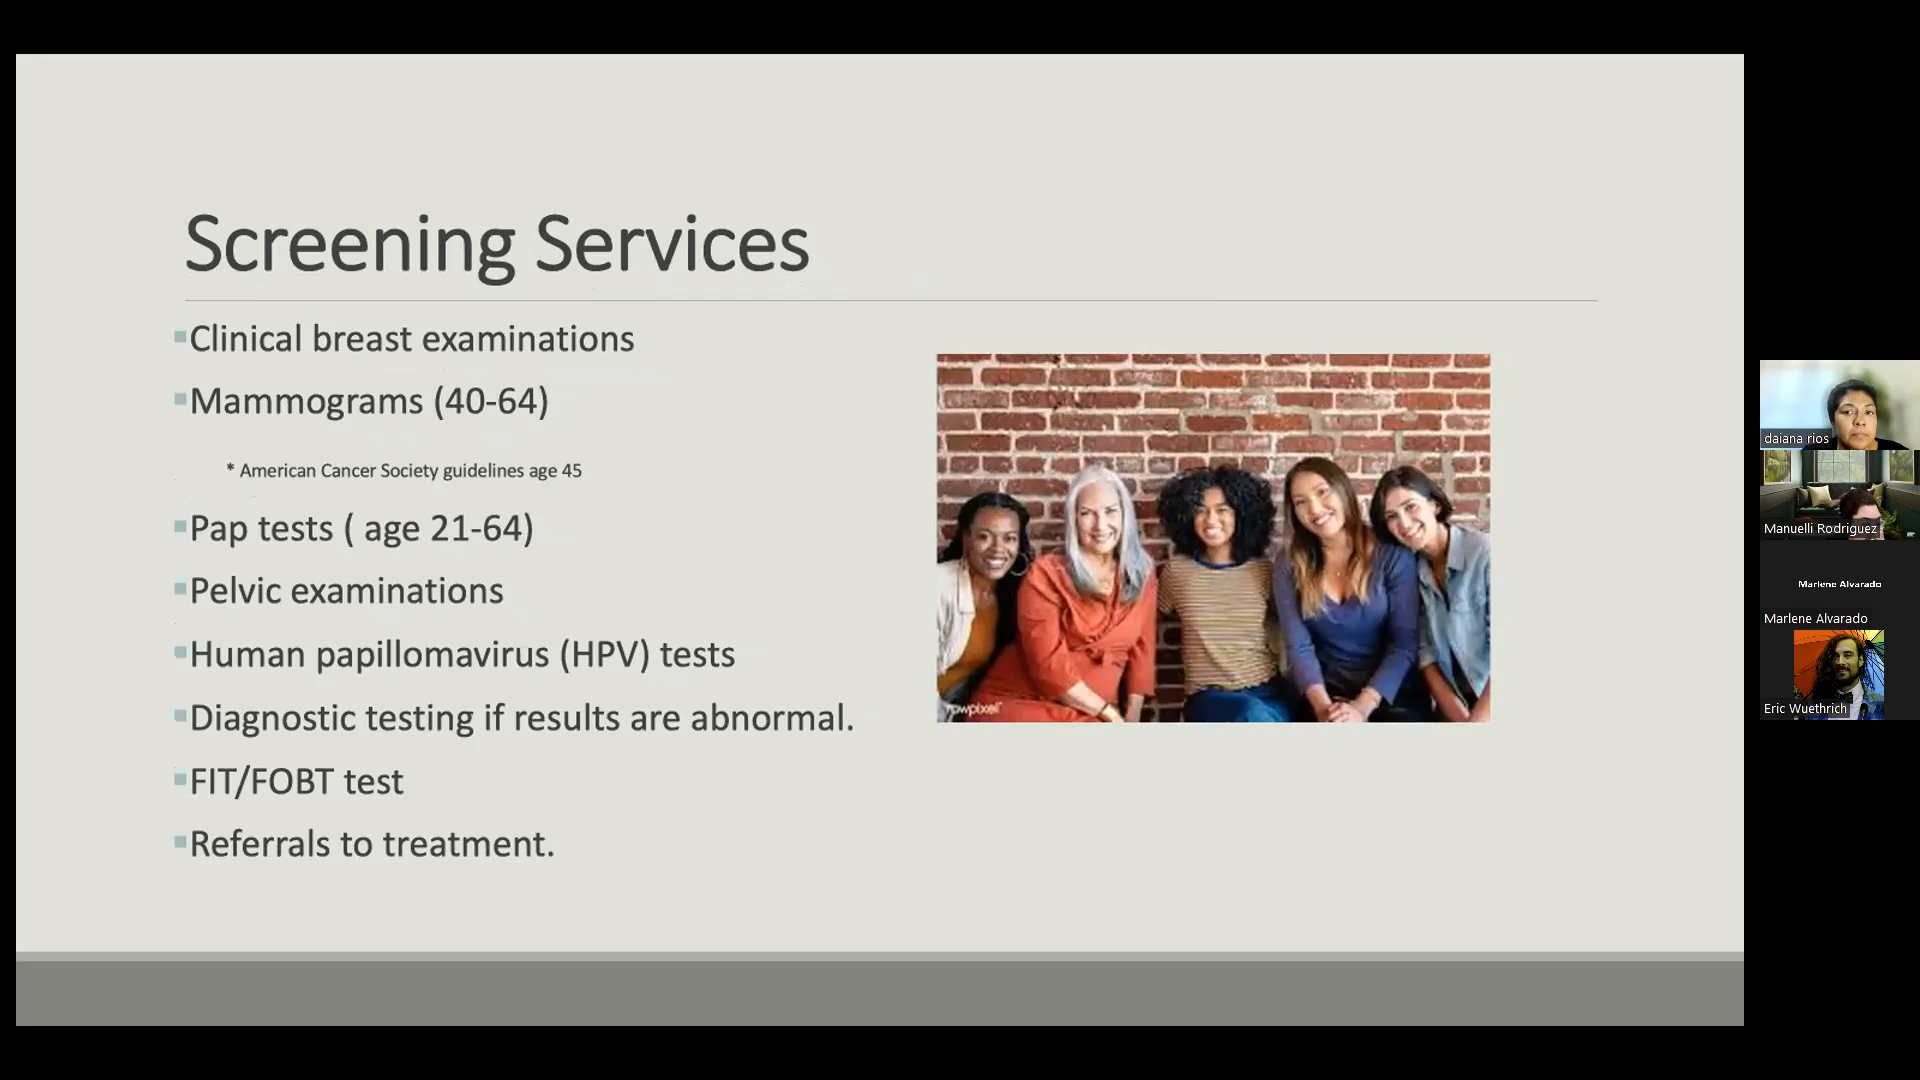 Screening Services
▪Clinical breast examinations
▪Mammograms (40-64)
* American Cancer Society guidelines age 45
▪Pap tests ( age 21-64)
▪Pelvic examinations
▪Human papillomavirus (HPV) tests
▪Diagnostic testing if results are abnormal.
▪FIT/FOBT test
▪Referrals to treatment.
rawpixel
daiana rios
Manuelli Rodriguez
Marlene Alvarado
Marlene Alvarado
Eric Wuethrich